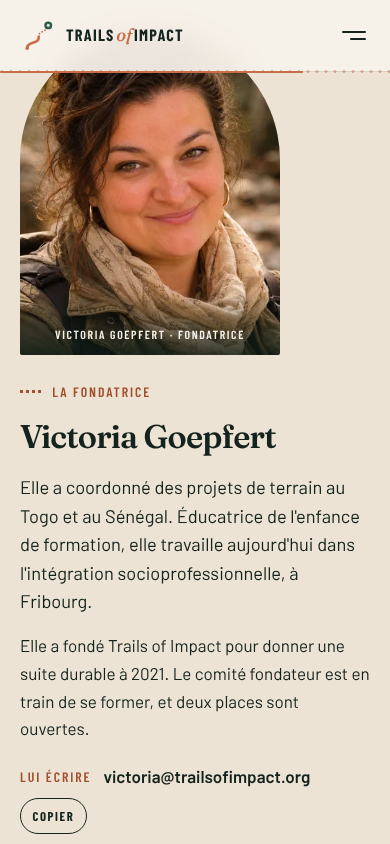 TRAILS of IMPACT
VICTORIA GOEPFERT · FONDATRICE
LA FONDATRICE
Victoria Goepfert
Elle a coordonné des projets de terrain au
Togo et au Sénégal. Éducatrice de l'enfance
de formation, elle travaille aujourd'hui dans
l'intégration socioprofessionnelle, à
Fribourg.
Elle a fondé Trails of Impact pour donner une
suite durable à 2021. Le comité fondateur est en
train de se former, et deux places sont
ouvertes.
LUI ÉCRIRE victoria@trailsofimpact.org
COPIER